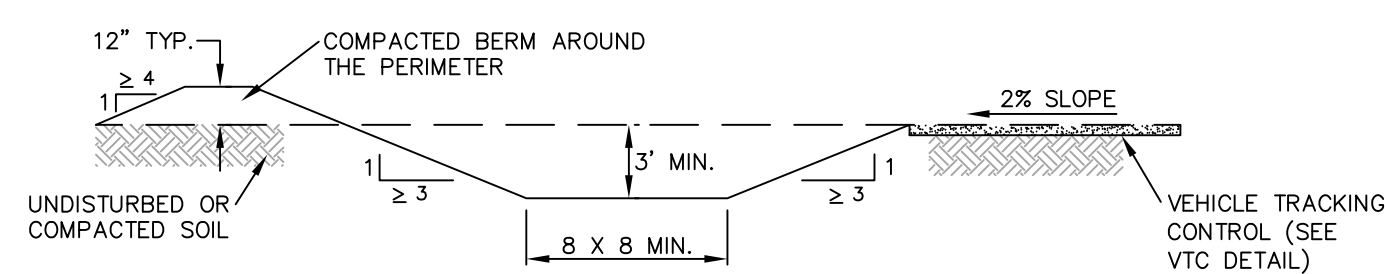 12" TYP.
COMPACTED BERM AROUND
THE PERIMETER
≥ 4
1
2% SLOPE
1
≥ 3
3' MIN.
1
≥ 3
UNDISTURBED OR
COMPACTED SOIL
8 X 8 MIN.
VEHICLE TRACKING
CONTROL (SEE
VTC DETAIL)